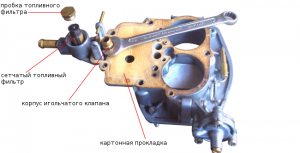 пробка топливного
фильтра
сетчатый топливный
фильтр
корпус игольчатого клапана
картонная прокладка